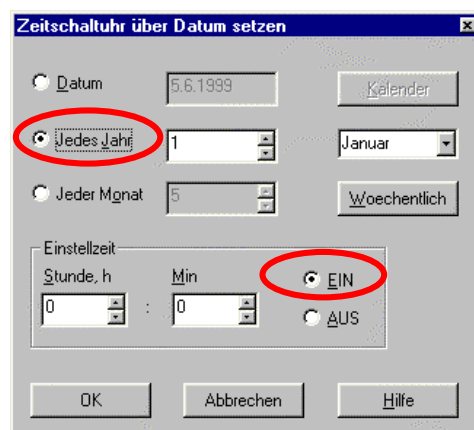 Zeitschaltuhr über Datum setzen
Datum 5.6.1999 Kalender
Jedes Jahr 1 Januar
Jeder Monat 5 Woechentlich
Einstellzeit
Stunde, h Min EIN
0 : 0
AUS
OK Abbrechen Hilfe